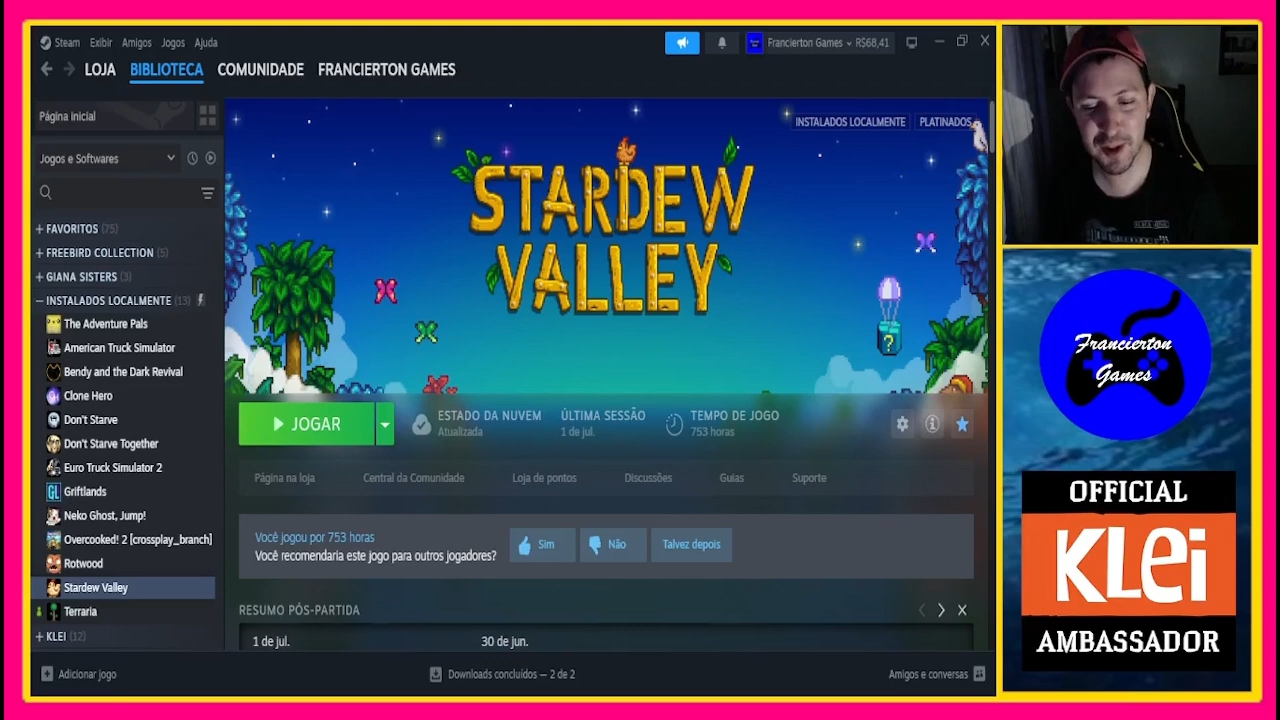 Steam Exibir Amigos Jogos Ajuda
Francierton Games R$68,41
LOJA BIBLIOTECA COMUNIDADE FRANCIERTON GAMES
Página inicial
Jogos e Softwares
+ FAVORITOS (75)
+ FREEBIRD COLLECTION (5)
+ GIANA SISTERS (3)
− INSTALADOS LOCALMENTE (13)
The Adventure Pals
American Truck Simulator
Bendy and the Dark Revival
Clone Hero
Don't Starve
Don't Starve Together
Euro Truck Simulator 2
Griftlands
Neko Ghost, Jump!
Overcooked! 2 [crossplay_branch]
Rotwood
Stardew Valley
Terraria
+ KLEI (12)
INSTALADOS LOCALMENTE PLATINADOS
STARDEW
VALLEY
?
JOGAR
ESTADO DA NUVEM
Atualizada
ÚLTIMA SESSÃO
1 de jul.
TEMPO DE JOGO
753 horas
Página na loja Central da Comunidade Loja de pontos Discussões Guias Suporte
Você jogou por 753 horas
Você recomendaria este jogo para outros jogadores?
Sim Não Talvez depois
RESUMO PÓS-PARTIDA
1 de jul. 30 de jun.
Adicionar jogo
Downloads concluídos — 2 de 2
Amigos e conversas
Francierton
Games
OFFICIAL
KLei
AMBASSADOR